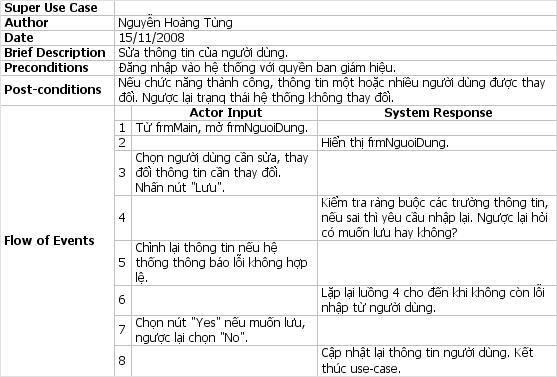 Super Use Case
Author Nguyễn Hoàng Tùng
Date 15/11/2008
Brief Description Sửa thông tin của người dùng.
Preconditions Đăng nhập vào hệ thống với quyền ban giám hiệu.
Post-conditions Nếu chức năng thành công, thông tin một hoặc nhiều người dùng được thay
đổi. Ngược lại trạng thái hệ thống không thay đổi.
Flow of Events
Actor Input System Response
1 Từ frmMain, mở frmNguoiDung.
2 Hiển thị frmNguoiDung.
3 Chọn người dùng cần sửa, thay
đổi thông tin cần thay đổi.
Nhấn nút "Lưu".
4 Kiểm tra ràng buộc các trường thông tin,
nếu sai thì yêu cầu nhập lại. Ngược lại hỏi
có muốn lưu hay không?
5 Chỉnh lại thông tin nếu hệ
thống thông báo lỗi không hợp
lệ.
6 Lặp lại luồng 4 cho đến khi không còn lỗi
nhập từ người dùng.
7 Chọn nút "Yes" nếu muốn lưu,
ngược lại chọn "No".
8 Cập nhật lại thông tin người dùng. Kết
thúc use-case.